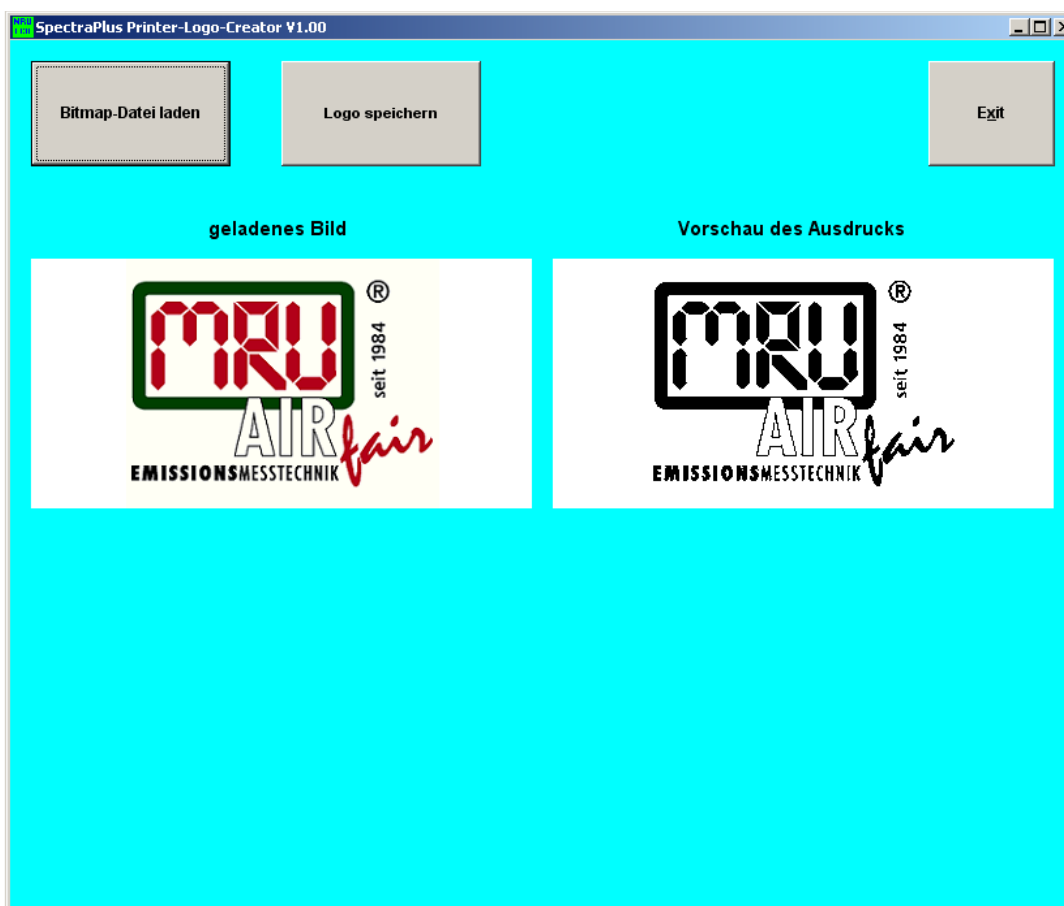 SpectraPlus Printer-Logo-Creator V1.00
Bitmap-Datei laden
Logo speichern
Exit
geladenes Bild
Vorschau des Ausdrucks
MRU
®
seit 1984
AIR
fair
EMISSIONSMESSTECHNIK
MRU
®
seit 1984
AIR
fair
EMISSIONSMESSTECHNIK